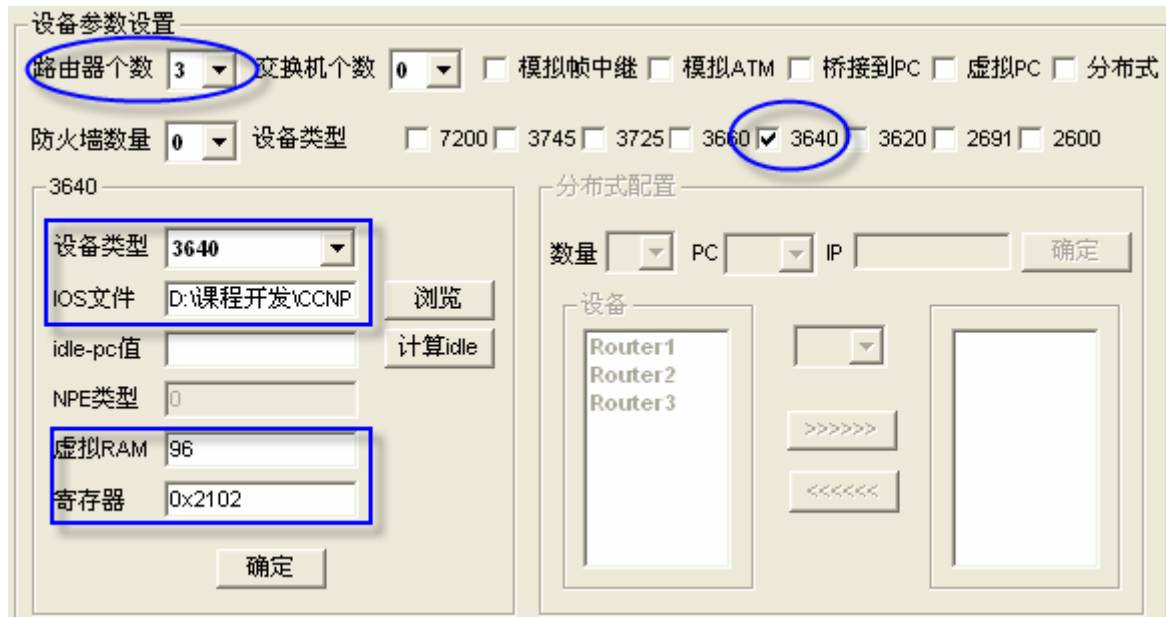 设备参数设置
路由器个数 3 交换机个数 0 模拟帧中继 模拟ATM 桥接到PC 虚拟PC 分布式
防火墙数量 0 设备类型 7200 3745 3725 3660 3640 3620 2691 2600
3640
设备类型 3640
IOS文件 D:\课程开发\CCNP 浏览
idle-pc值 计算idle
NPE类型 0
虚拟RAM 96
寄存器 0x2102
确定
分布式配置
数量 PC IP 确定
设备
Router1
Router2
Router3
>>>>>>
<<<<<<